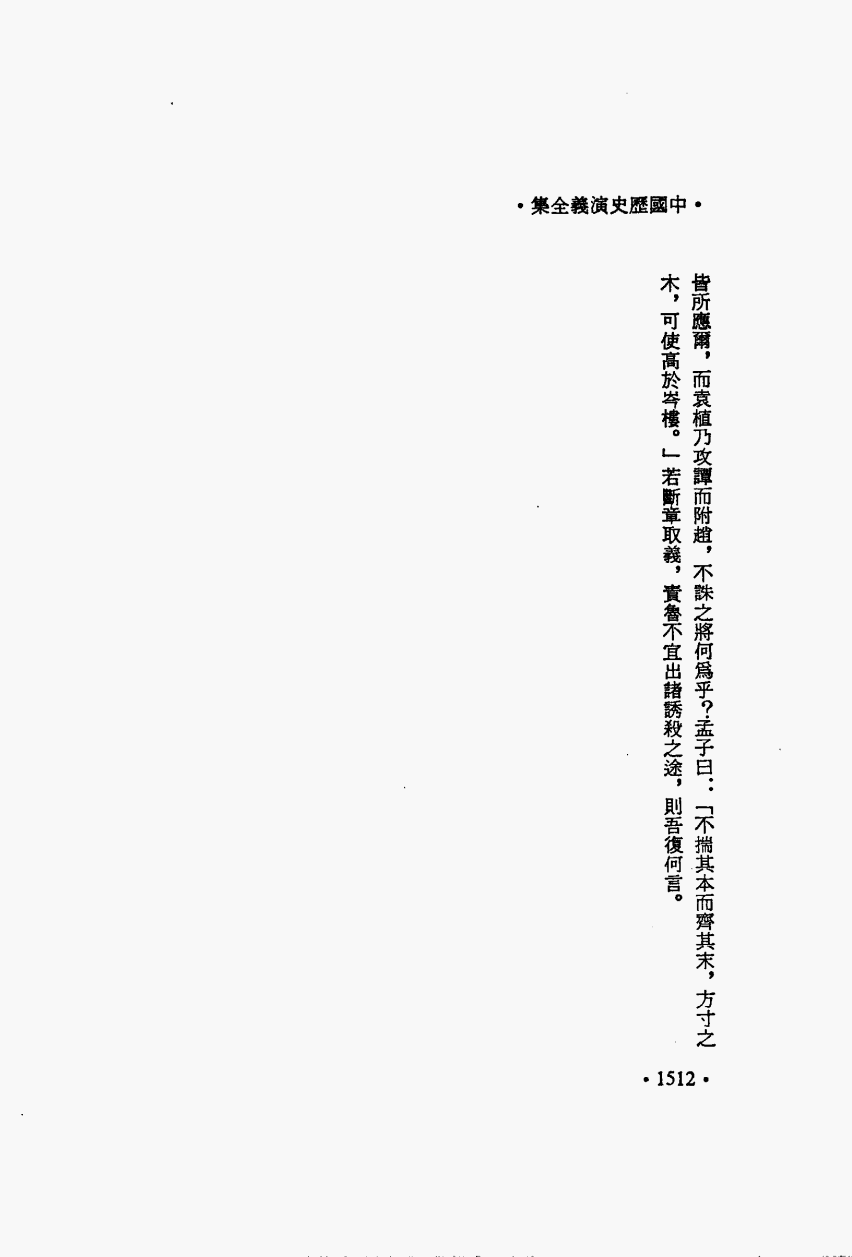 •中國歷史演義全集•
皆所應爾，而袁植乃攻譚而附趙，不誅之將何爲乎？孟子曰：「不揣其本而齊其末，方寸之
木，可使高於岑樓。」若斷章取義，責魯不宜出諸誘殺之途，則吾復何言。
•1512•